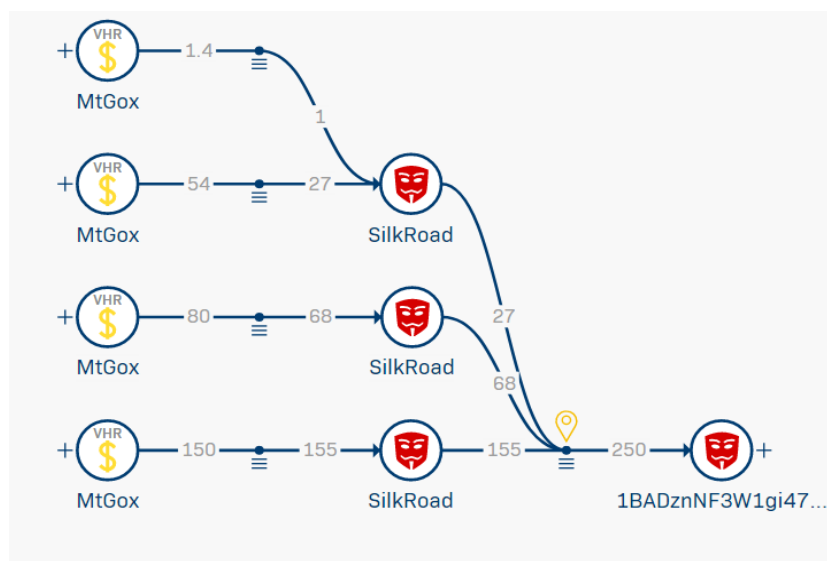 VHR
1.4
MtGox
1
VHR
54
27
MtGox
SilkRoad
VHR
80
68
27
MtGox
SilkRoad
68
VHR
150
155
155
250
MtGox
SilkRoad
1BADznNF3W1gi47...